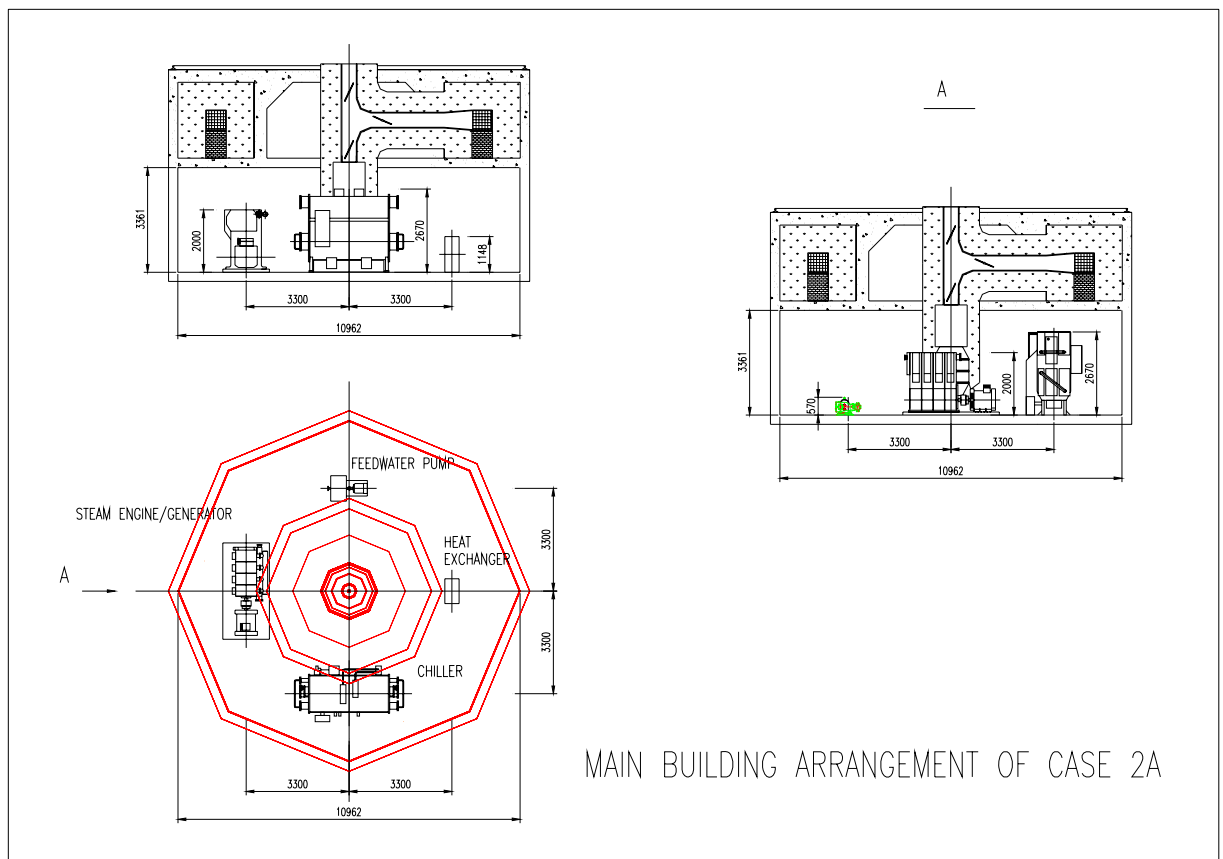 3361
2000
2670
1148
3300
3300
10962
A
3361
570
2000
2670
3300
3300
10962
FEEDWATER PUMP
STEAM ENGINE/GENERATOR
HEAT
EXCHANGER
A
3300
3300
CHILLER
3300
3300
10962
MAIN BUILDING ARRANGEMENT OF CASE 2A